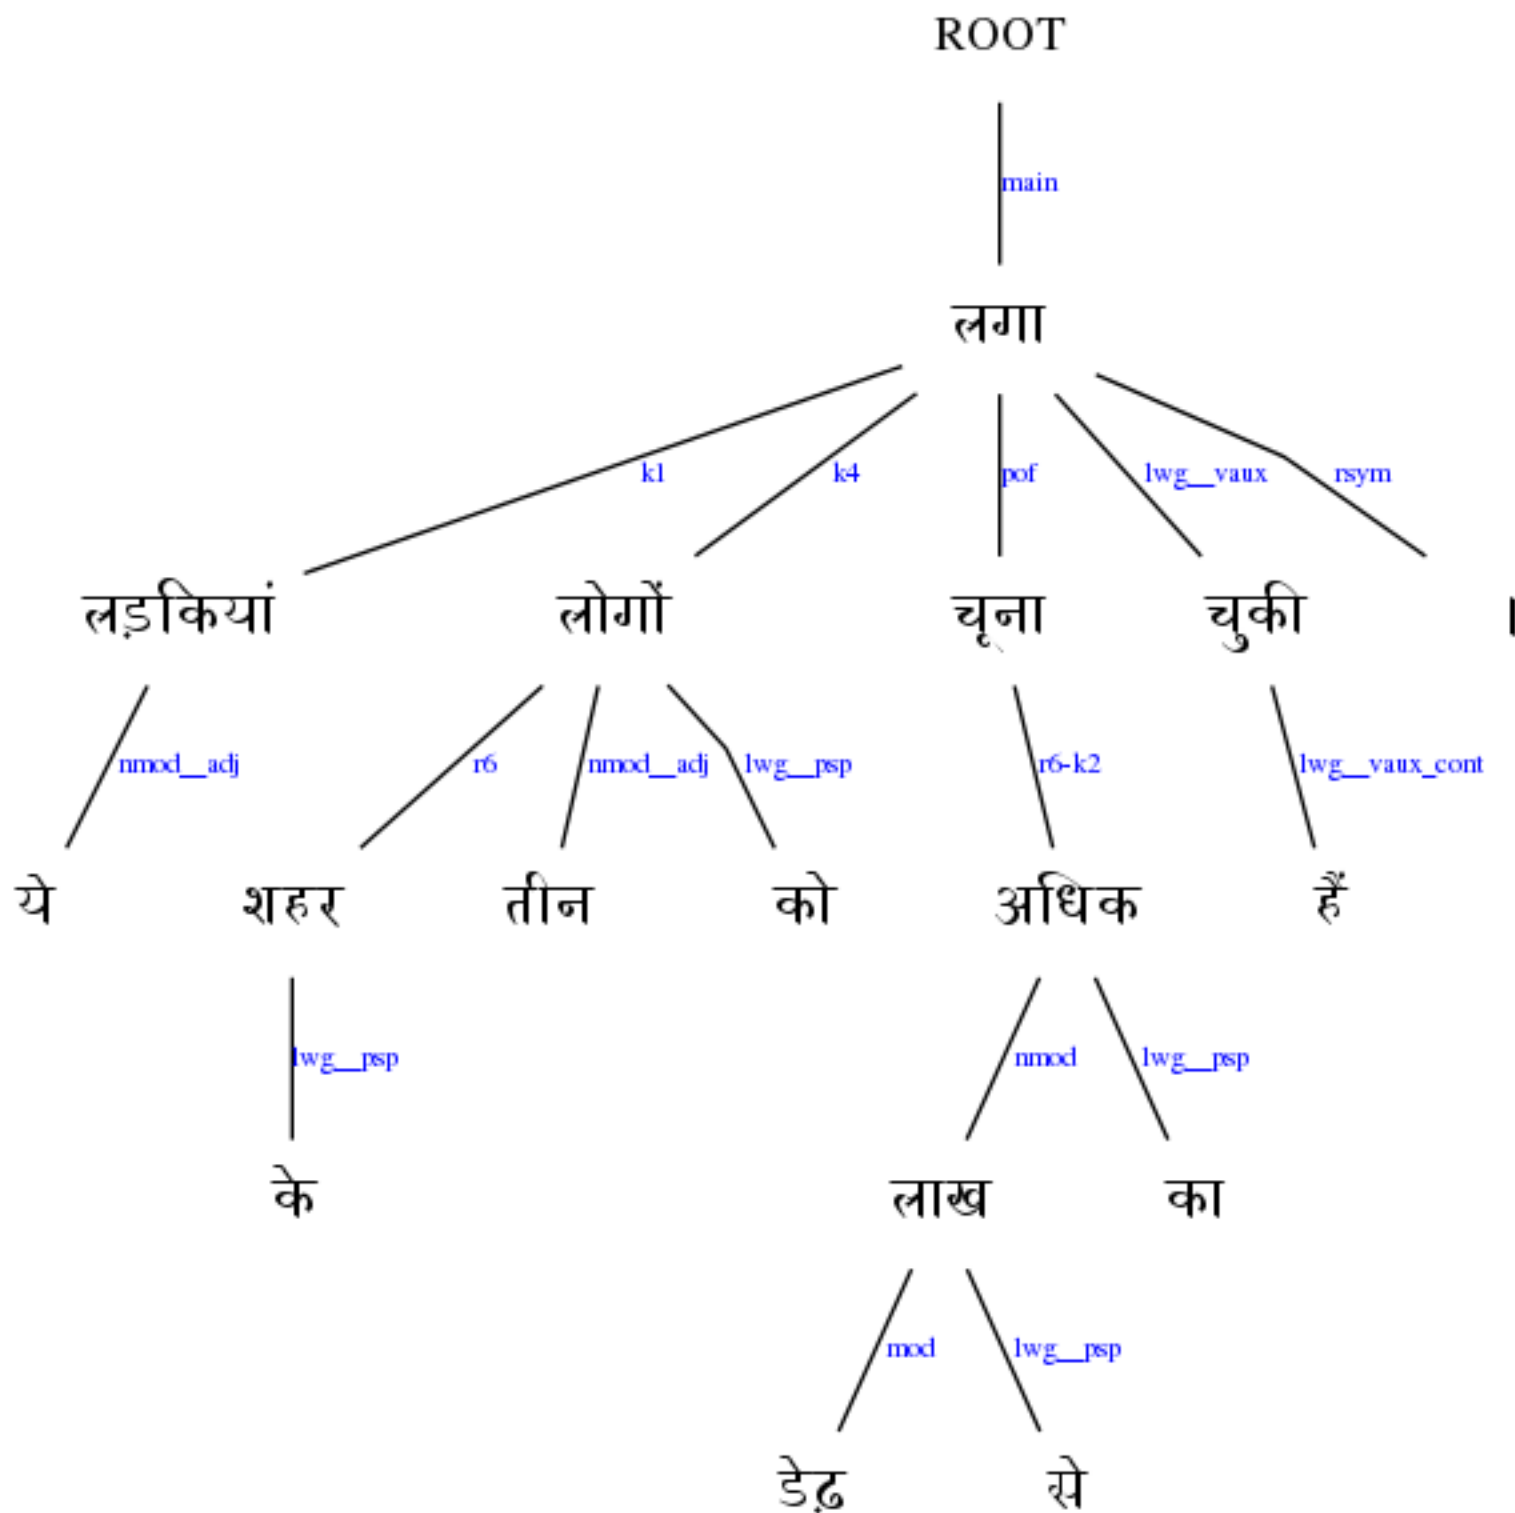 ROOT
main
लगा
k1 k4 pof lwg__vaux rsym
लड़कियां लोगों चूना चुकी ।
nmod__adj r6 nmod__adj lwg__psp r6-k2 lwg__vaux_cont
ये शहर तीन को अधिक हैं
lwg__psp nmod lwg__psp
के लाख का
mod lwg__psp
डेढ़ से